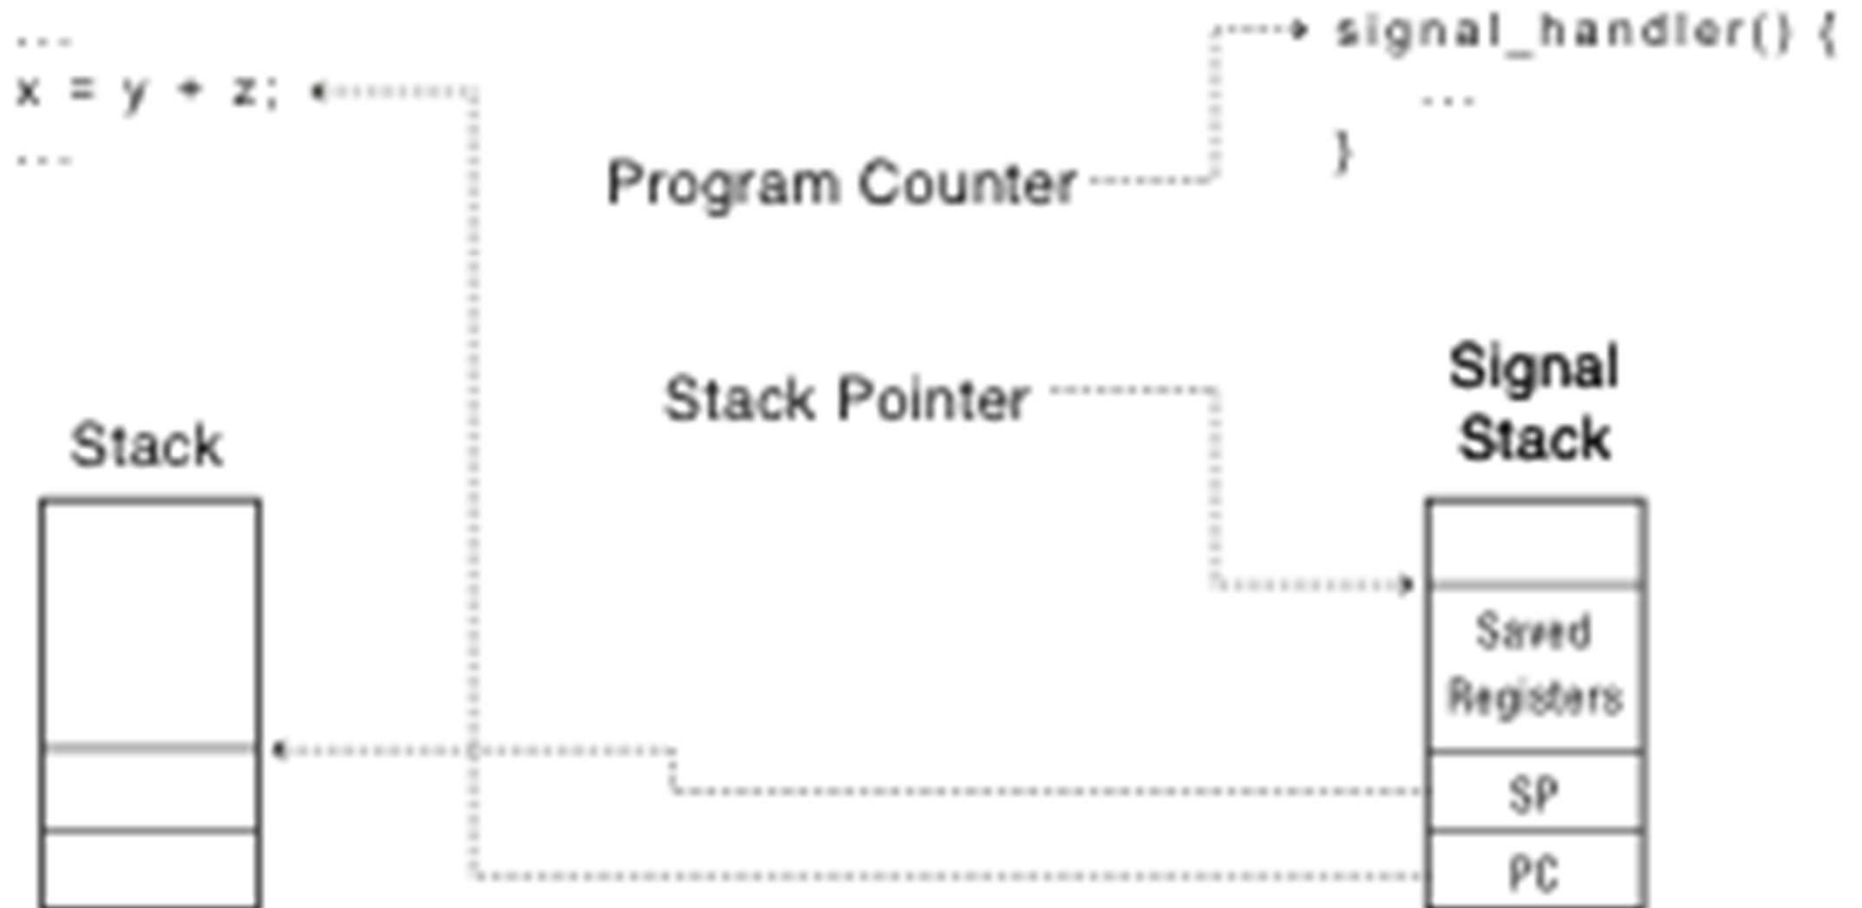 ...
x = y + z;
...
signal_handler() {
...
}
Program Counter
Stack Pointer
Stack
Signal
Stack
Saved
Registers
SP
PC